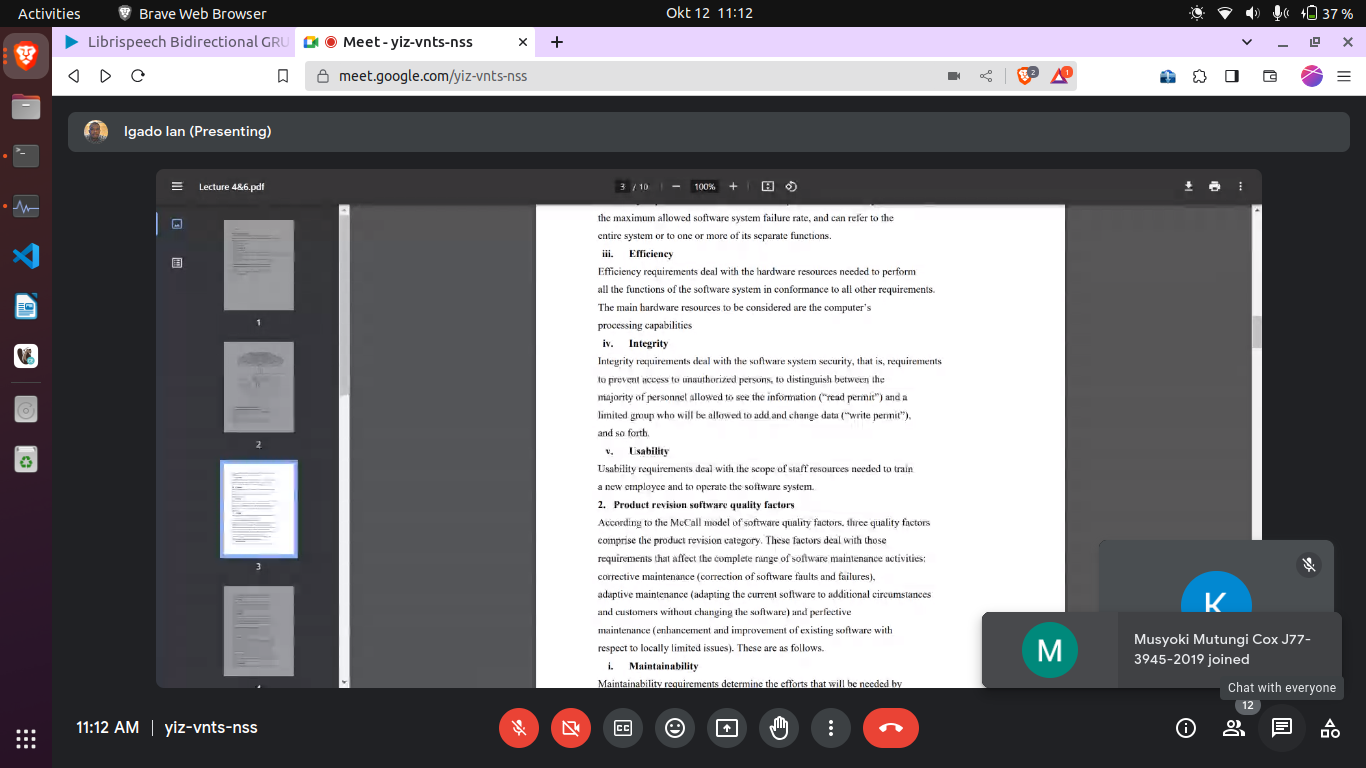 Activities
Brave Web Browser
Okt 12 11:12
37 %
Librispeech Bidirectional GRU
Meet - yiz-vnts-nss
meet.google.com/yiz-vnts-nss
2
1
Igado Ian (Presenting)
Lecture 4&6.pdf
3 / 10
100%
1
2
3
the maximum allowed software system failure rate, and can refer to the
entire system or to one or more of its separate functions.
iii. Efficiency
Efficiency requirements deal with the hardware resources needed to perform
all the functions of the software system in conformance to all other requirements.
The main hardware resources to be considered are the computer's
processing capabilities
iv. Integrity
Integrity requirements deal with the software system security, that is, requirements
to prevent access to unauthorized persons, to distinguish between the
majority of personnel allowed to see the information ("read permit") and a
limited group who will be allowed to add and change data ("write permit"),
and so forth.
v. Usability
Usability requirements deal with the scope of staff resources needed to train
a new employee and to operate the software system.
2. Product revision software quality factors
According to the McCall model of software quality factors, three quality factors
comprise the product revision category. These factors deal with those
requirements that affect the complete range of software maintenance activities:
corrective maintenance (correction of software faults and failures),
adaptive maintenance (adapting the current software to additional circumstances
and customers without changing the software) and perfective
maintenance (enhancement and improvement of existing software with
respect to locally limited issues). These are as follows.
i. Maintainability
Maintainability requirements determine the efforts that will be needed by
K
M
Musyoki Mutungi Cox J77-
3945-2019 joined
Chat with everyone
12
11:12 AM
yiz-vnts-nss